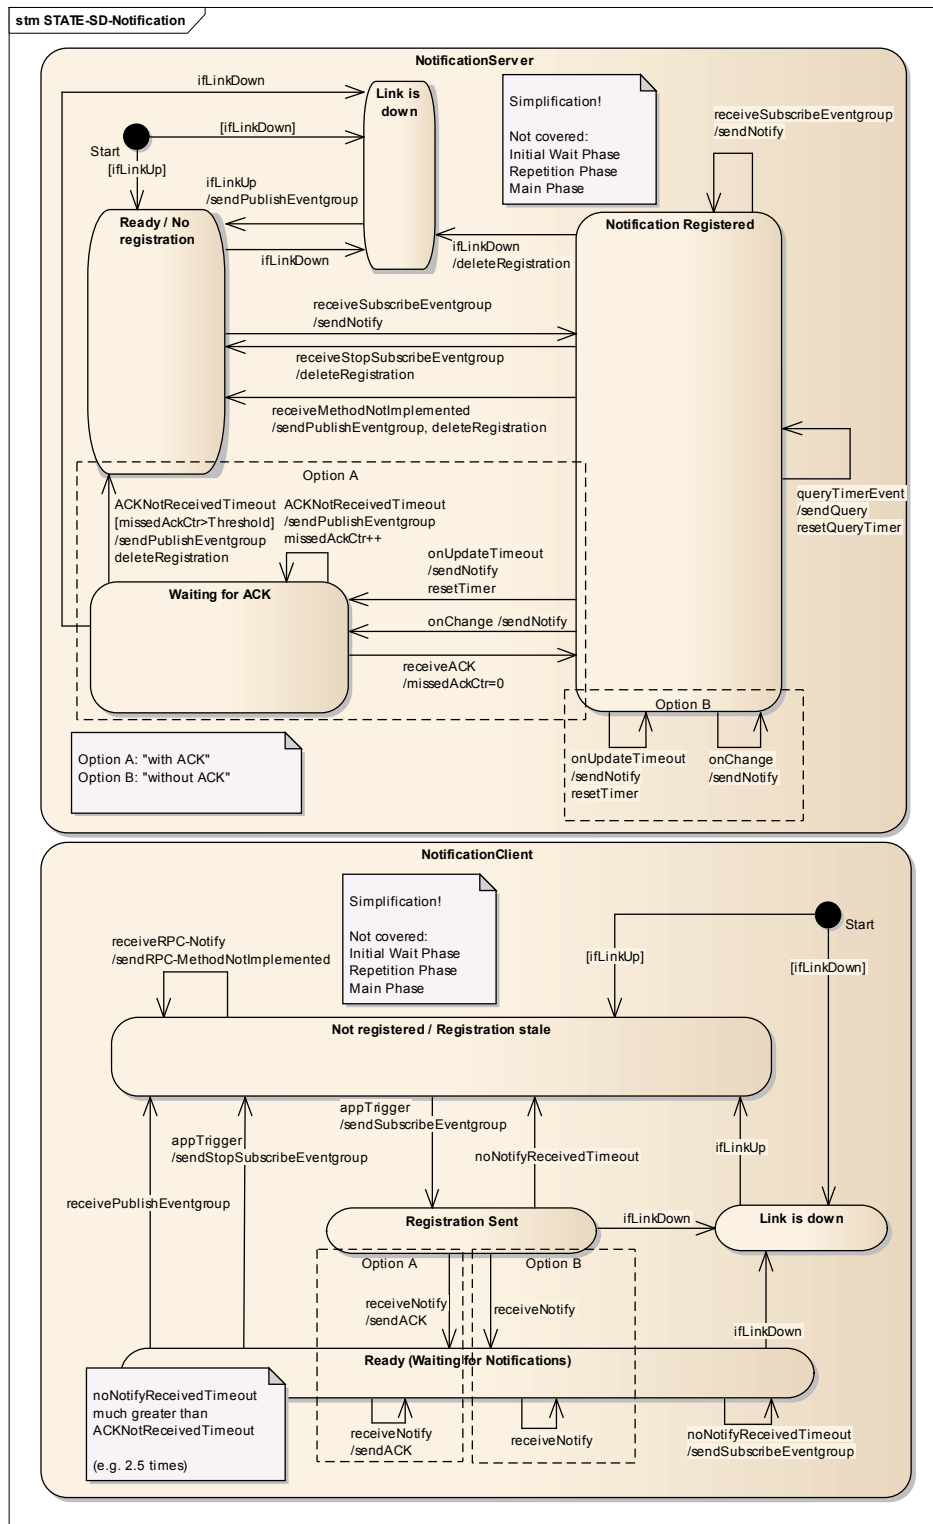 stm STATE-SD-Notification
NotificationServer
ifLinkDown
Link is
down
Simplification!
Not covered:
Initial Wait Phase
Repetition Phase
Main Phase
receiveSubscribeEventgroup
/sendNotify
[ifLinkDown]
Start
[ifLinkUp]
ifLinkUp
/sendPublishEventgroup
Ready / No
registration
Notification Registered
ifLinkDown
ifLinkDown
/deleteRegistration
receiveSubscribeEventgroup
/sendNotify
receiveStopSubscribeEventgroup
/deleteRegistration
receiveMethodNotImplemented
/sendPublishEventgroup, deleteRegistration
Option A
queryTimerEvent
/sendQuery
resetQueryTimer
ACKNotReceivedTimeout
[missedAckCtr>Threshold]
/sendPublishEventgroup
deleteRegistration
ACKNotReceivedTimeout
/sendPublishEventgroup
missedAckCtr++
onUpdateTimeout
/sendNotify
resetTimer
Waiting for ACK
onChange /sendNotify
receiveACK
/missedAckCtr=0
Option B
onUpdateTimeout
/sendNotify
resetTimer
onChange
/sendNotify
Option A: "with ACK"
Option B: "without ACK"
NotificationClient
Simplification!
Not covered:
Initial Wait Phase
Repetition Phase
Main Phase
Start
receiveRPC-Notify
/sendRPC-MethodNotImplemented
[ifLinkUp]
[ifLinkDown]
Not registered / Registration stale
appTrigger
/sendSubscribeEventgroup
appTrigger
/sendStopSubscribeEventgroup
noNotifyReceivedTimeout
ifLinkUp
receivePublishEventgroup
Registration Sent
ifLinkDown
Link is down
Option A
Option B
receiveNotify
/sendACK
receiveNotify
ifLinkDown
Ready (Waiting for Notifications)
noNotifyReceivedTimeout
much greater than
ACKNotReceivedTimeout
(e.g. 2.5 times)
receiveNotify
/sendACK
receiveNotify
noNotifyReceivedTimeout
/sendSubscribeEventgroup